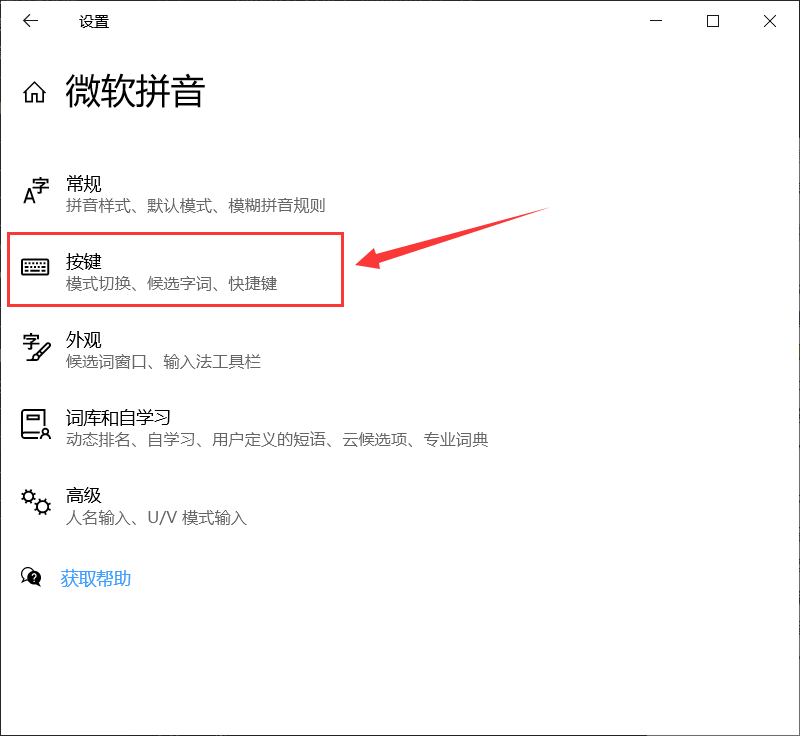 设置
微软拼音
常规
拼音样式、默认模式、模糊拼音规则
按键
模式切换、候选字词、快捷键
外观
候选词窗口、输入法工具栏
词库和自学习
动态排名、自学习、用户定义的短语、云候选项、专业词典
高级
人名输入、U/V 模式输入
获取帮助